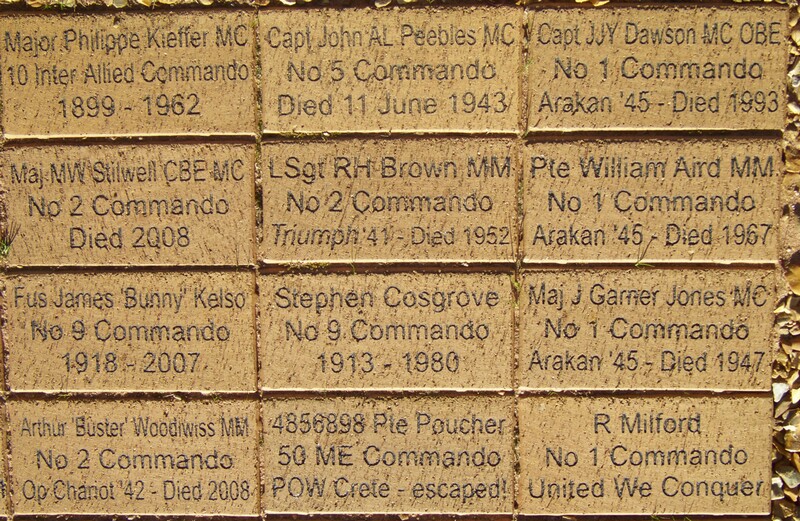 Major Philippe Kieffer MC
10 Inter Allied Commando
1899 - 1962
Capt John AL Peebles MC
No 5 Commando
Died 11 June 1943
Capt JJY Dawson MC OBE
No 1 Commando
Arakan '45 - Died 1993
Maj MW Stilwell CBE MC
No 2 Commando
Died 2008
LSgt RH Brown MM
No 2 Commando
Triumph '41 - Died 1952
Pte William Aird MM
No 1 Commando
Arakan '45 - Died 1967
Fus James 'Bunny' Kelso
No 9 Commando
1918 - 2007
Stephen Cosgrove
No 9 Commando
1913 - 1980
Maj J Garner Jones MC
No 1 Commando
Arakan '45 - Died 1947
Arthur 'Buster' Woodiwiss MM
No 2 Commando
Op Chariot '42 - Died 2008
4856898 Pte Poucher
50 ME Commando
POW Crete - escaped!
R Milford
No 1 Commando
United We Conquer